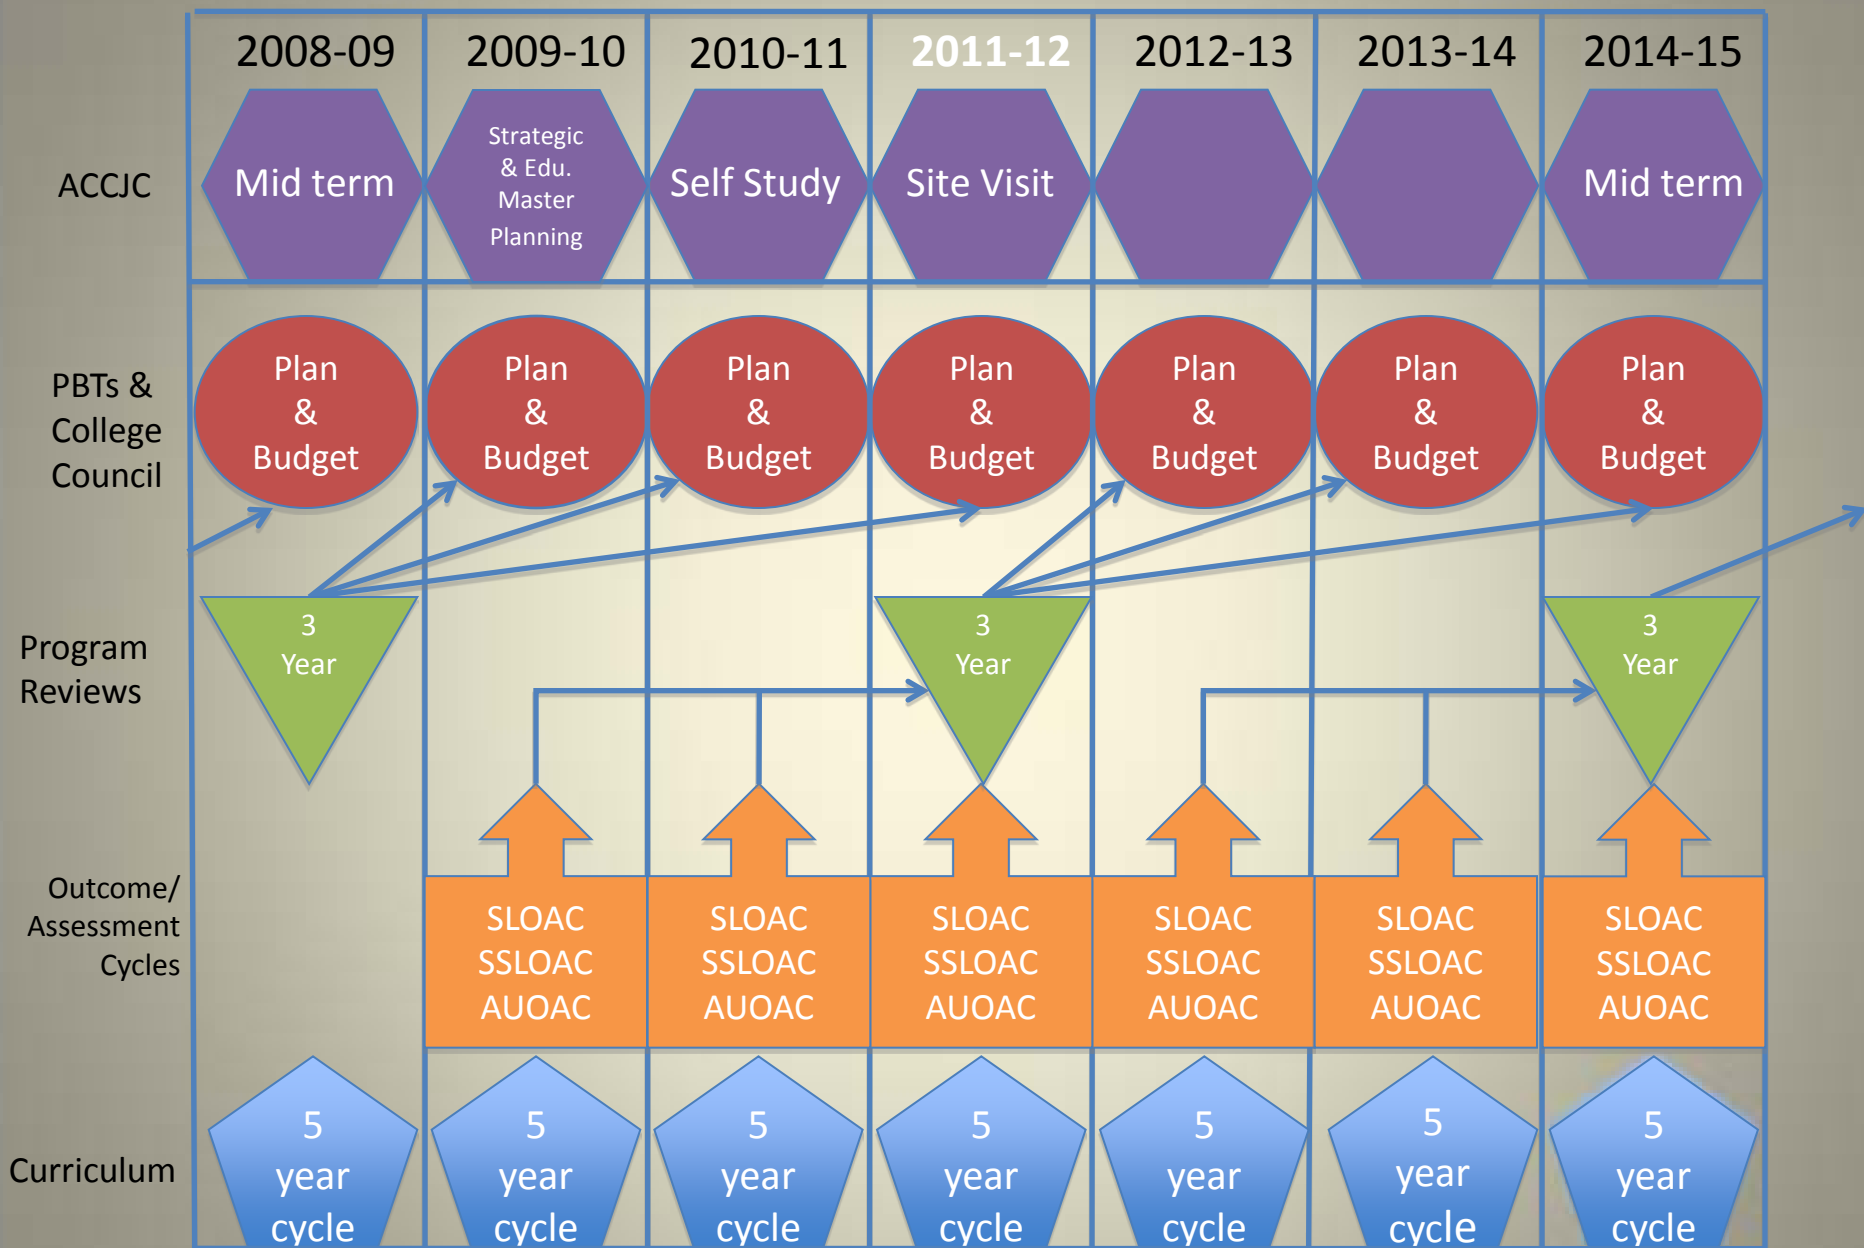 2008-09 2009-10 2010-11 2011-12 2012-13 2013-14 2014-15
ACCJC
Mid term
Strategic
& Edu.
Master
Planning
Self Study
Site Visit
Mid term
PBTs &
College
Council
Plan
&
Budget
Plan
&
Budget
Plan
&
Budget
Plan
&
Budget
Plan
&
Budget
Plan
&
Budget
Plan
&
Budget
Program
Reviews
3
Year
3
Year
3
Year
Outcome/
Assessment
Cycles
SLOAC
SSLOAC
AUOAC
SLOAC
SSLOAC
AUOAC
SLOAC
SSLOAC
AUOAC
SLOAC
SSLOAC
AUOAC
SLOAC
SSLOAC
AUOAC
SLOAC
SSLOAC
AUOAC
Curriculum
5
year
cycle
5
year
cycle
5
year
cycle
5
year
cycle
5
year
cycle
5
year
cycle
5
year
cycle